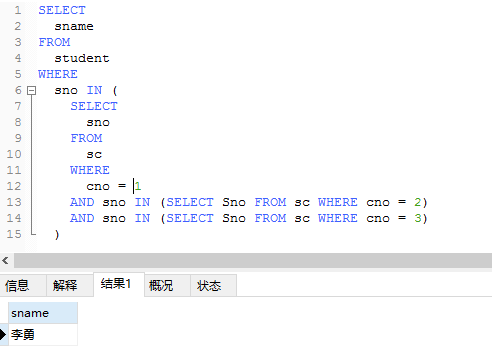 1 SELECT
2 sname
3 FROM
4 student
5 WHERE
6 sno IN (
7 SELECT
8 sno
9 FROM
10 sc
11 WHERE
12 cno = 1
13 AND sno IN (SELECT Sno FROM sc WHERE cno = 2)
14 AND sno IN (SELECT Sno FROM sc WHERE cno = 3)
15 )
信息 解释 结果1 概况 状态
sname
李勇